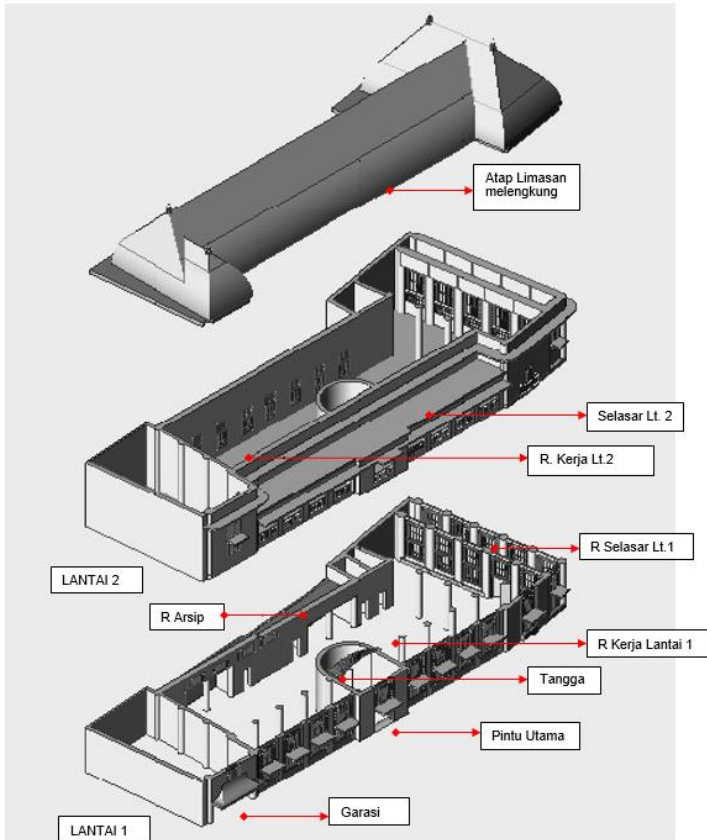 Atap Limasan
melengkung
Selasar Lt. 2
R. Kerja Lt.2
LANTAI 2
R Selasar Lt.1
R Arsip
R Kerja Lantai 1
Tangga
Pintu Utama
Garasi
LANTAI 1